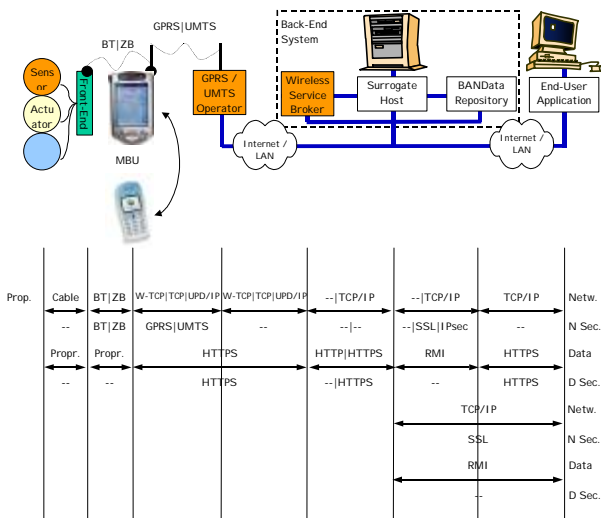 GPRS|UMTS
BT|ZB
Back-End
System
Sens
or
Actu
ator
Front-End
MBU
GPRS /
UMTS
Operator
Wireless
Service
Broker
Surrogate
Host
BANData
Repository
End-User
Application
Internet /
LAN
Internet /
LAN
Prop. Cable BT|ZB W-TCP|TCP|UPD/IP W-TCP|TCP|UPD/IP --|TCP/IP --|TCP/IP TCP/IP Netw.
-- BT|ZB GPRS|UMTS -- --|-- --|SSL|IPsec -- N Sec.
Propr. Propr. HTTPS HTTP|HTTPS RMI HTTPS Data
-- -- HTTPS --|HTTPS -- HTTPS D Sec.
TCP/IP Netw.
SSL N Sec.
RMI Data
-- D Sec.